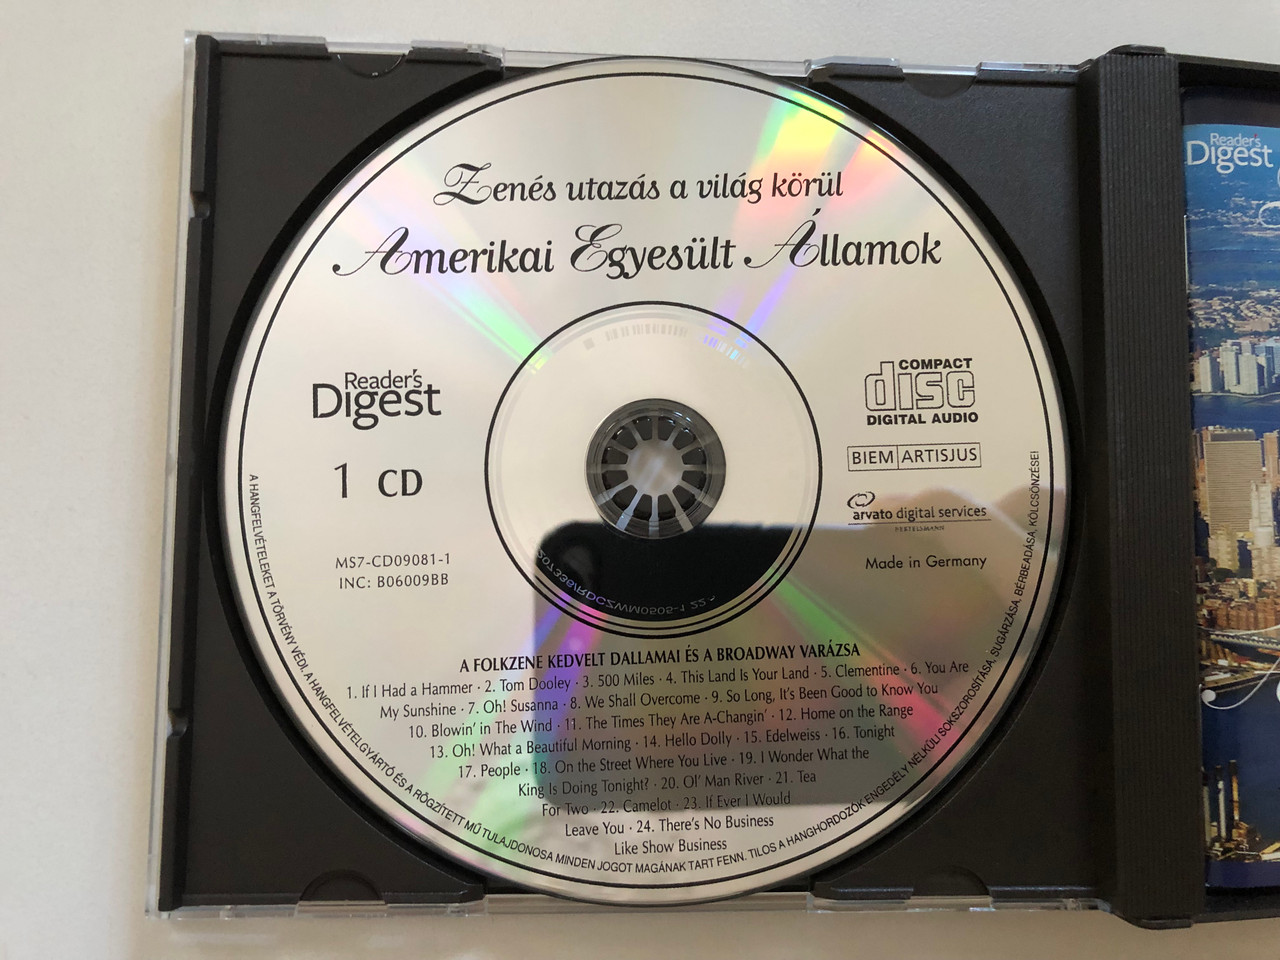 Zenés utazás a világ körül
Amerikai Egyesült Államok
Reader's
Digest
1 CD
MS7-CD09081-1
INC: B06009BB
COMPACT
disc
DIGITAL AUDIO
BIEM ARTISJUS
arvato digital services
BERTELSMANN
Made in Germany
A FOLKZENE KEDVELT DALLAMAI ÉS A BROADWAY VARÁZSA
1. If I Had a Hammer · 2. Tom Dooley · 3. 500 Miles · 4. This Land Is Your Land · 5. Clementine · 6. You Are
My Sunshine · 7. Oh! Susanna · 8. We Shall Overcome · 9. So Long, It's Been Good to Know You
10. Blowin' in The Wind · 11. The Times They Are A-Changin' · 12. Home on the Range
13. Oh! What a Beautiful Morning · 14. Hello Dolly · 15. Edelweiss · 16. Tonight
17. People · 18. On the Street Where You Live · 19. I Wonder What the
King Is Doing Tonight? · 20. Ol' Man River · 21. Tea
For Two · 22. Camelot · 23. If Ever I Would
Leave You · 24. There's No Business
Like Show Business
A HANGFELVÉTELEKET A TÖRVÉNY VÉDI. A HANGFELVÉTELGYÁRTÓ ÉS A RÖGZÍTETT MŰ TULAJDONOSA MINDEN JOGOT MAGÁNAK TART FENN. TILOS A HANGHORDOZÓK ENGEDÉLY NÉLKÜLI SOKSZOROSÍTÁSA, SUGÁRZÁSA, BÉRBEADÁSA, KÖLCSÖNZÉSE!
Reader's
Digest